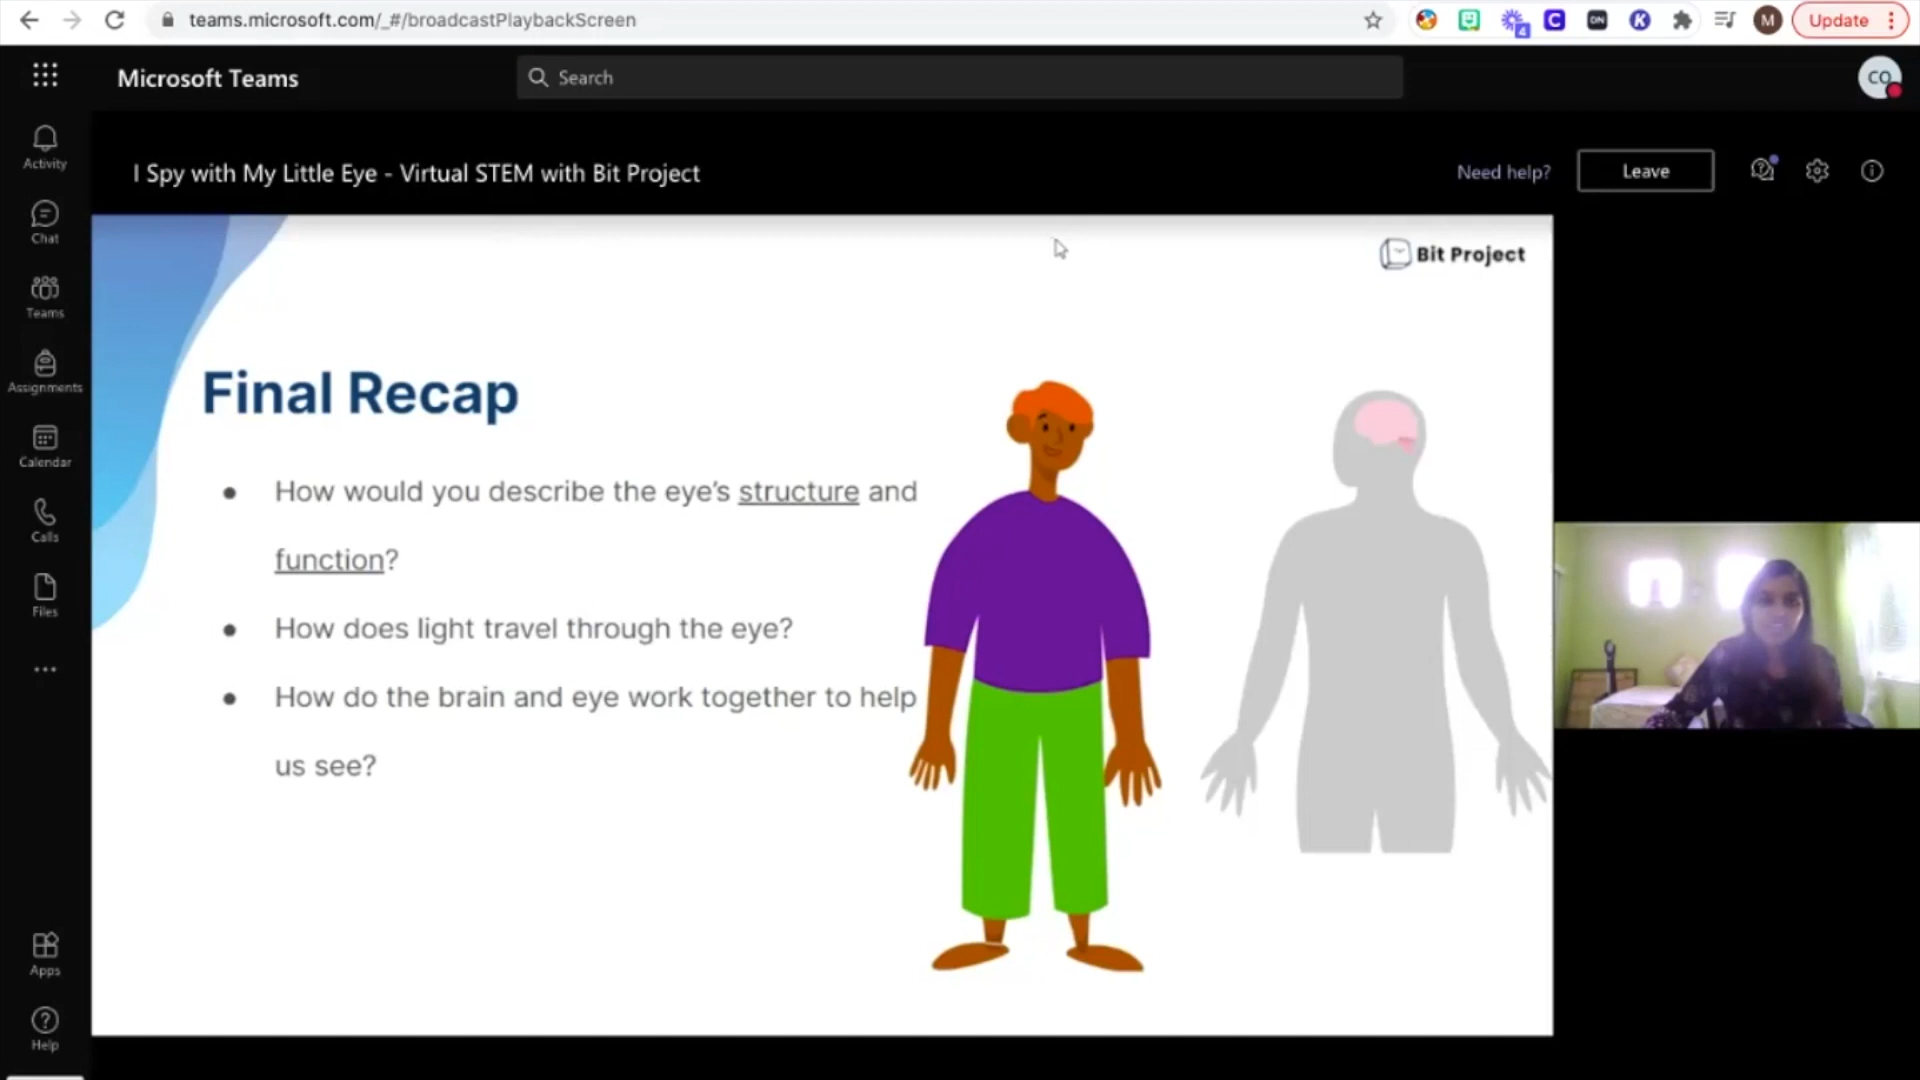 teams.microsoft.com/_#/broadcastPlaybackScreen
4
DN
K
M
Update
Microsoft Teams
Search
CO
Activity
I Spy with My Little Eye - Virtual STEM with Bit Project
Need help?
Leave
Chat
Bit Project
Teams
Assignments
Final Recap
Calendar
• How would you describe the eye's structure and
function?
Calls
• How does light travel through the eye?
Files
• How do the brain and eye work together to help
us see?
Apps
Help